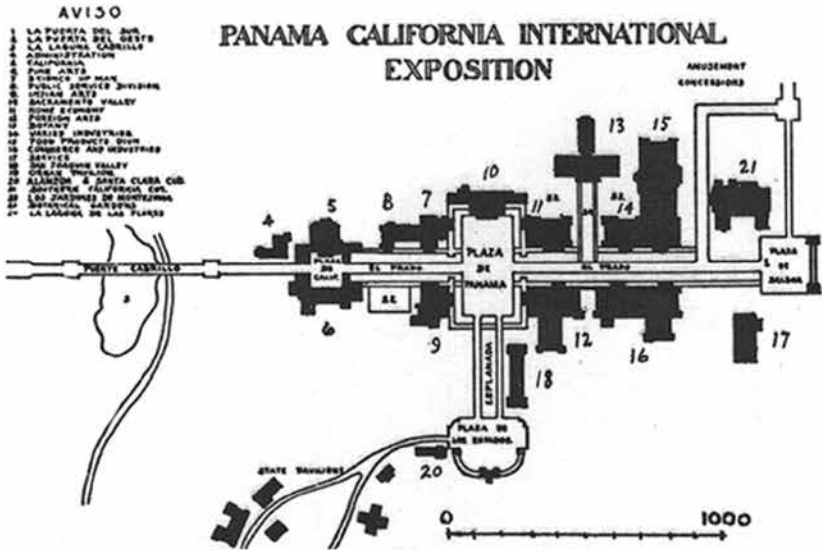 AVISO
1 LA PUERTA DEL SUR
2 LA PUERTA DEL OESTE
3 LA LAGUNA CABRILLO
4 ADMINISTRATION
5 CALIFORNIA
6 FINE ARTS
7 SCIENCE OF MAN
8 PUBLIC SERVICE DIVISION
9 INDIAN ARTS
10 SACRAMENTO VALLEY
11 HOME ECONOMY
12 FOREIGN ARTS
13 BOTANY
14 VARIED INDUSTRIES
15 FOOD PRODUCTS
16 COMMERCE AND INDUSTRIES
17 SERVICE
18 SAN JOAQUIN VALLEY
19 ORGAN PAVILION
20 ALAMEDA & SANTA CLARA COS.
21 SOUTHERN CALIFORNIA COS.
LOS JARDINES DE MONTEZUMA
BOTANICAL GARDENS
LA LAGUNA DE LAS FLORES
PANAMA CALIFORNIA INTERNATIONAL
EXPOSITION
AMUSEMENT
CONCESSIONS
13
15
10
21
5
8
7
11
22
22
14
4
24
PLAZA
DE
CALIF.
EL PRADO
PLAZA
DE
PANAMA
EL PRADO
PLAZA
DE
BALBOA
PUENTE CABRILLO
3
22
6
9
12
16
17
ESPLANADA
18
PLAZA DE
LOS ESTADOS
20
STATE PAVILIONS
0
1000